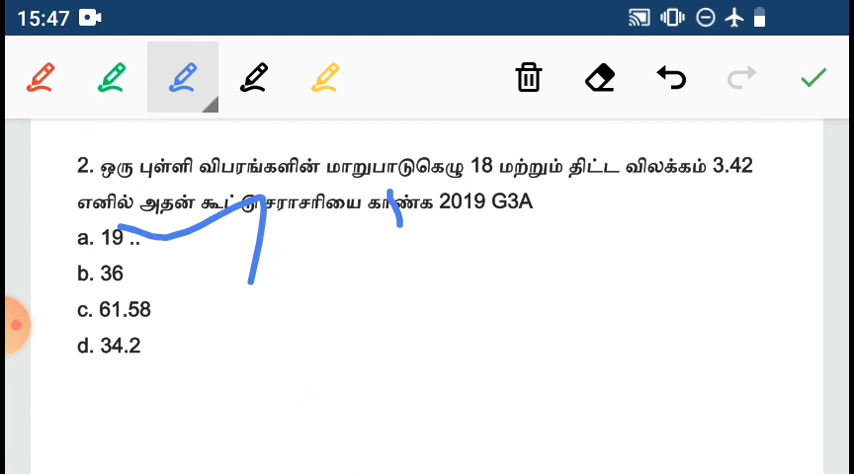 15:47
2. ஒரு புள்ளி விபரங்களின் மாறுபாடுகெழு 18 மற்றும் திட்ட விலக்கம் 3.42
எனில் அதன் கூட்டு சராசரியை காண்க 2019 G3A
a. 19 ..
b. 36
c. 61.58
d. 34.2